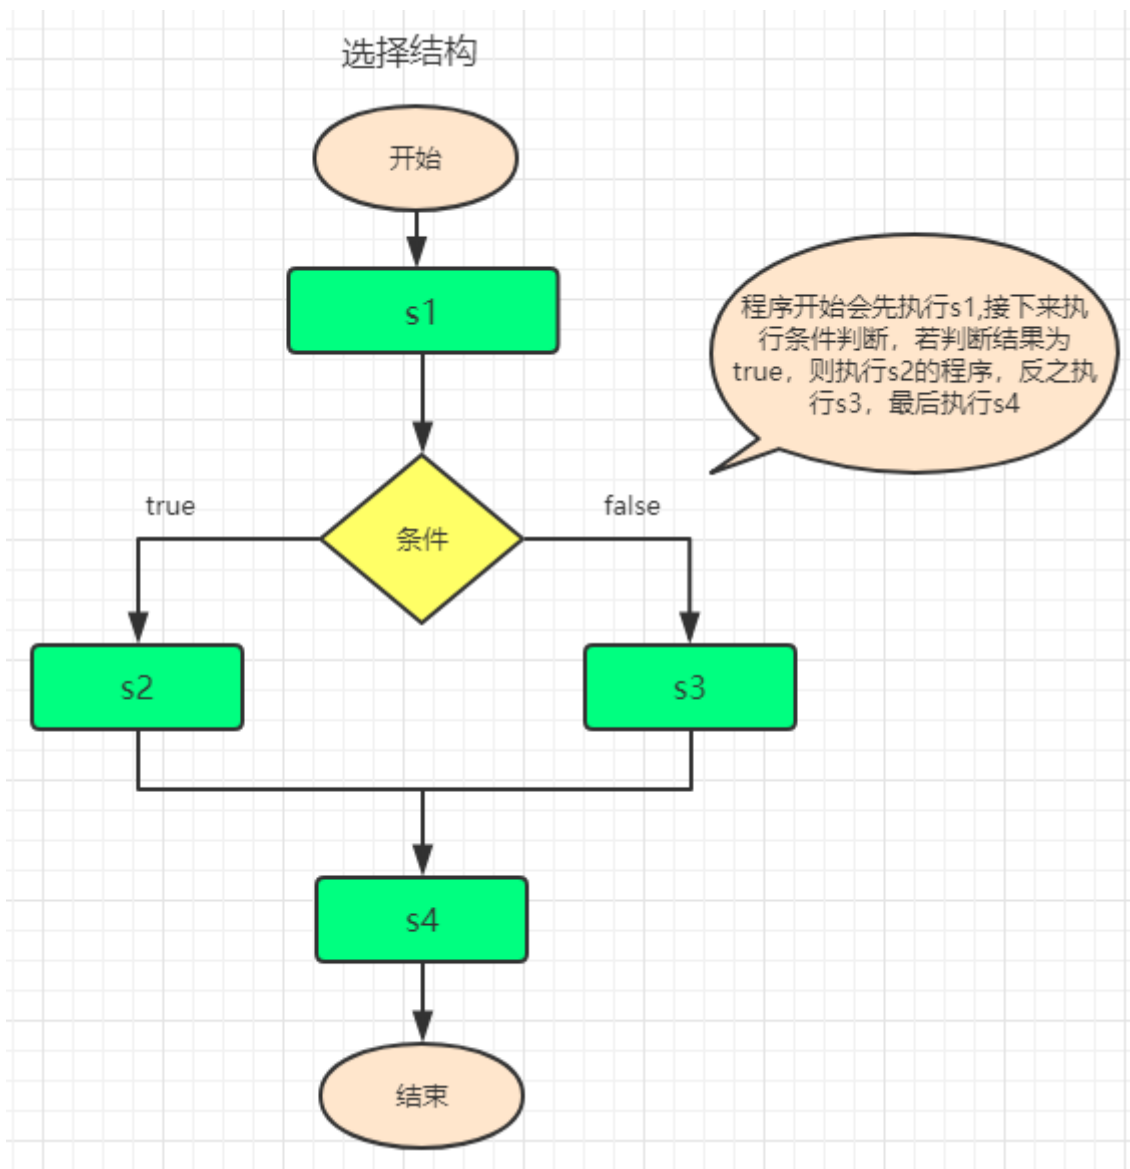 选择结构
开始
s1
程序开始会先执行s1,接下来执
行条件判断，若判断结果为
true，则执行s2的程序，反之执
行s3，最后执行s4
true
false
条件
s2
s3
s4
结束